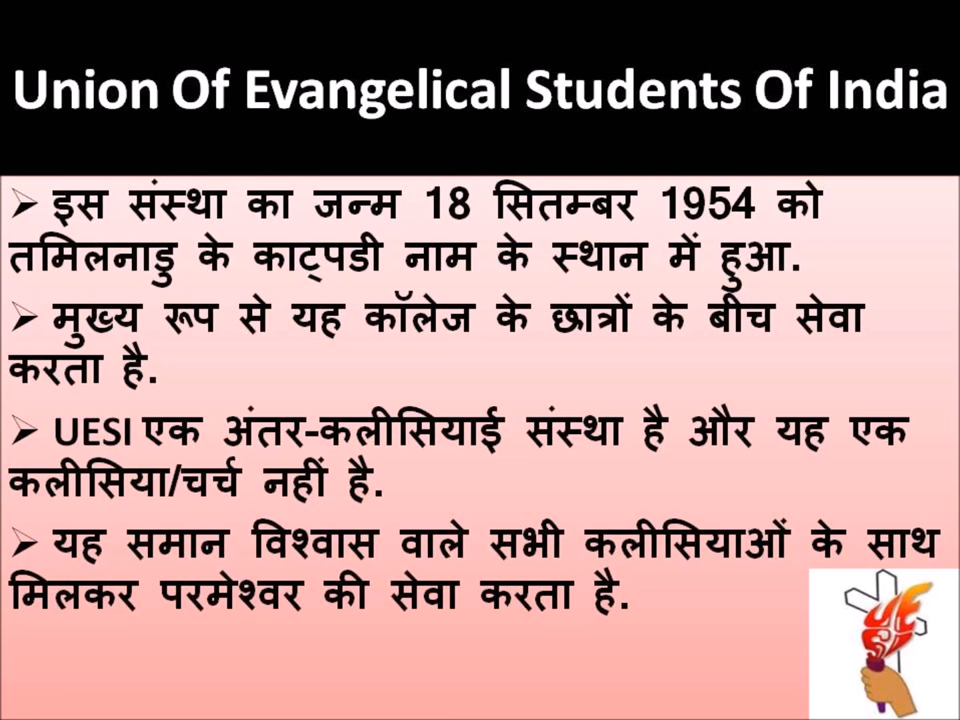 Union Of Evangelical Students Of India
➢ इस संस्था का जन्म 18 सितम्बर 1954 को
तमिलनाडु के काट्पडी नाम के स्थान में हुआ.
➢ मुख्य रूप से यह कॉलेज के छात्रों के बीच सेवा
करता है.
➢ UESI एक अंतर-कलीसियाई संस्था है और यह एक
कलीसिया/चर्च नहीं है.
➢ यह समान विश्वास वाले सभी कलीसियाओं के साथ
मिलकर परमेश्वर की सेवा करता है.
UESI